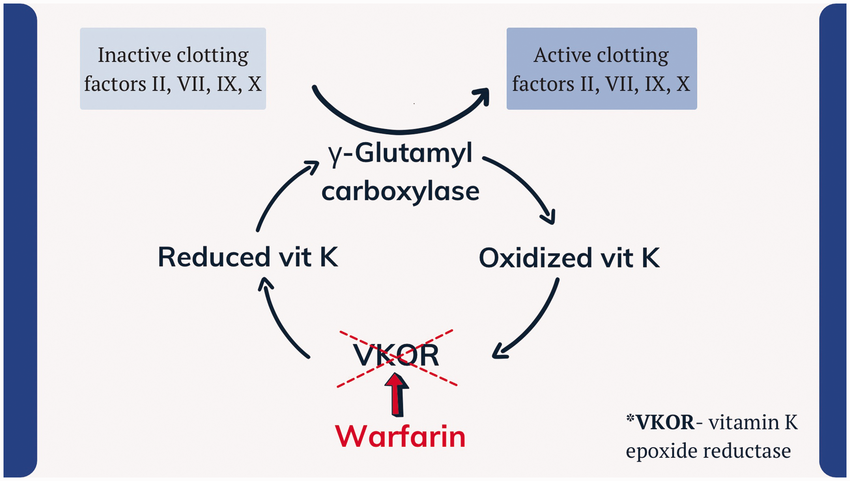 Inactive clotting
factors II, VII, IX, X
Active clotting
factors II, VII, IX, X
γ-Glutamyl
carboxylase
Reduced vit K
Oxidized vit K
VKOR
Warfarin
*VKOR- vitamin K
epoxide reductase